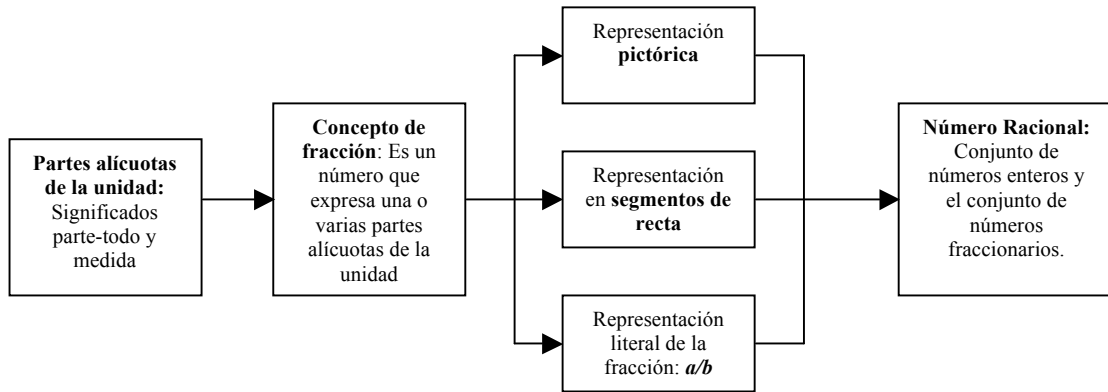 Partes alícuotas
de la unidad:
Significados
parte-todo y
medida
Concepto de
fracción: Es un
número que
expresa una o
varias partes
alícuotas de la
unidad
Representación
pictórica
Representación
en segmentos de
recta
Representación
literal de la
fracción: a/b
Número Racional:
Conjunto de
números enteros y
el conjunto de
números
fraccionarios.